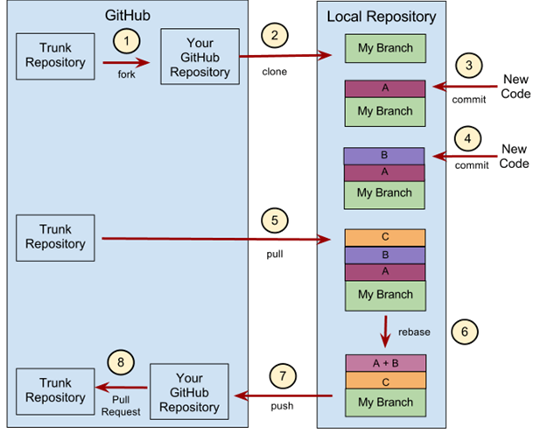 GitHub
Local Repository
Trunk
Repository
1
fork
Your
GitHub
Repository
2
clone
My Branch
A
My Branch
3
commit
New
Code
B
A
My Branch
4
commit
New
Code
Trunk
Repository
5
pull
C
B
A
My Branch
rebase
6
A + B
C
My Branch
7
push
Your
GitHub
Repository
8
Pull
Request
Trunk
Repository